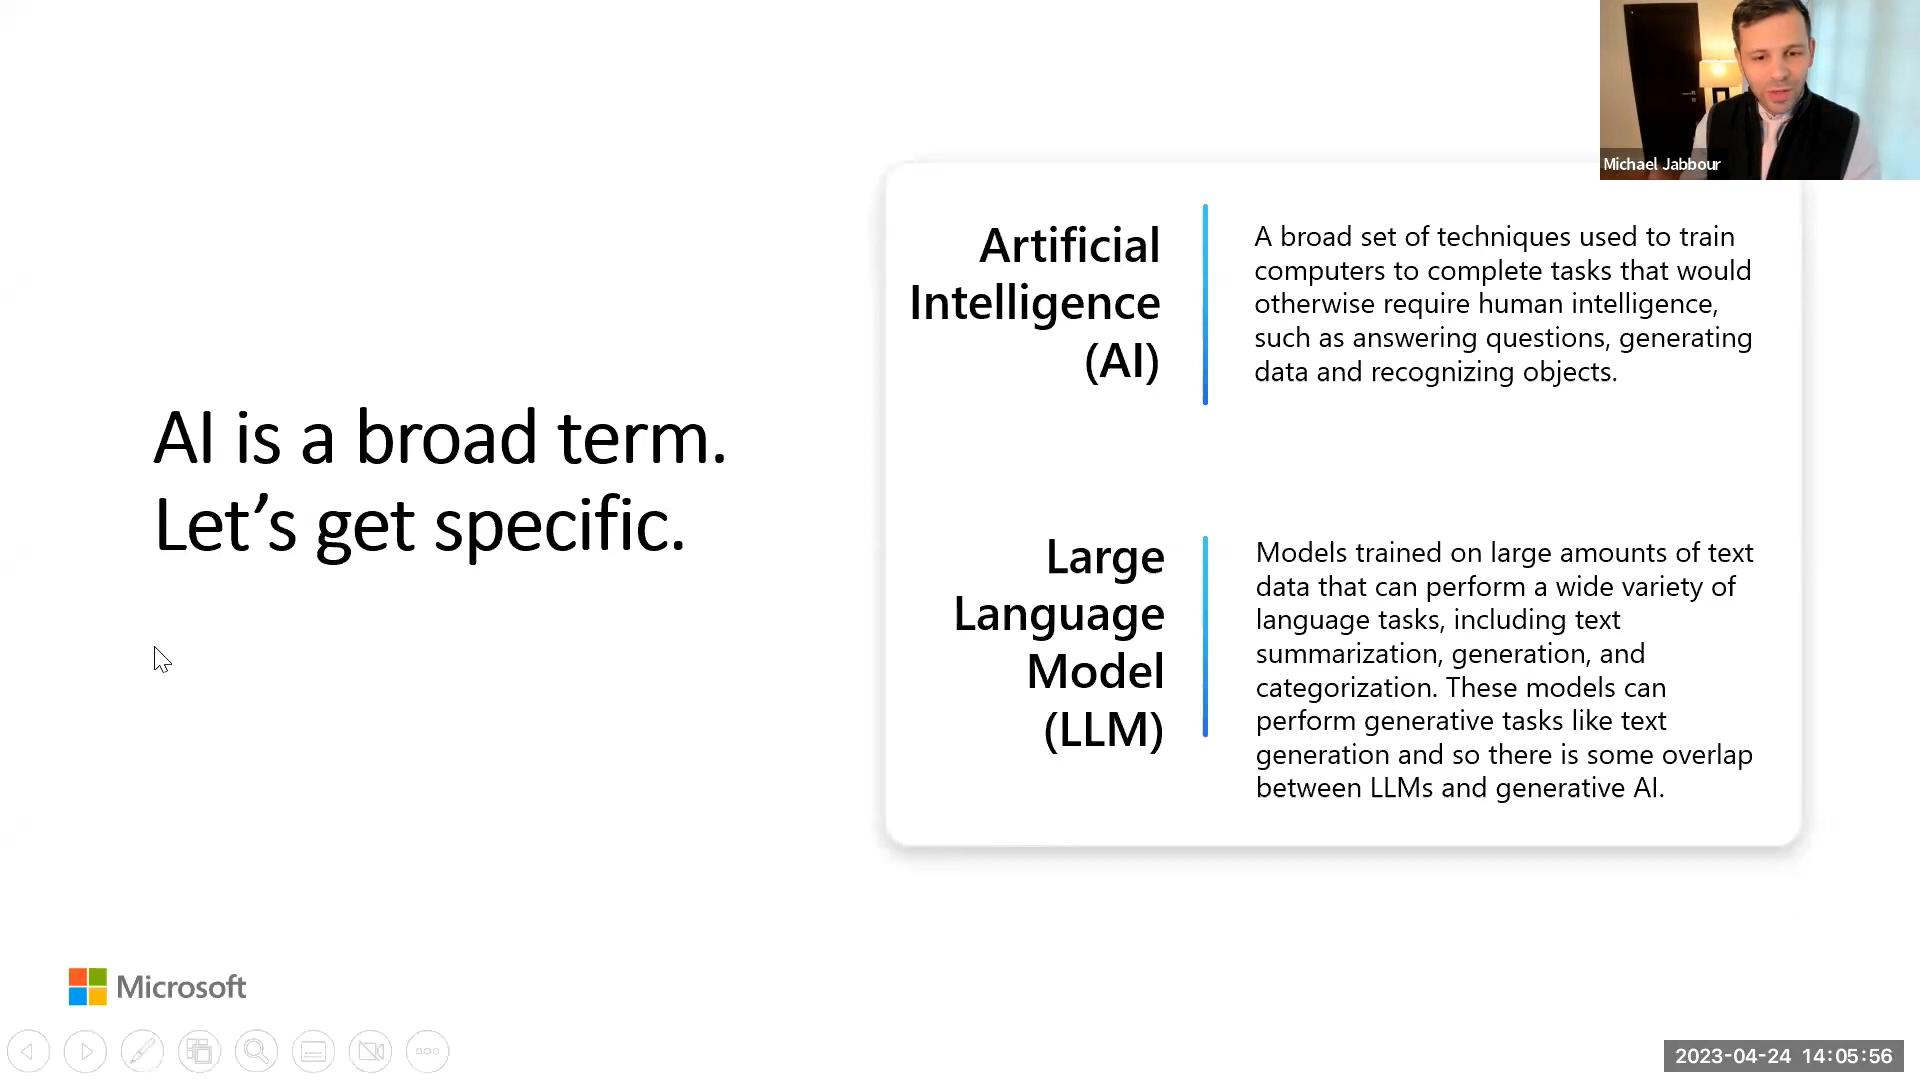 Michael Jabbour
AI is a broad term.
Let’s get specific.
Artificial
Intelligence
(AI)
A broad set of techniques used to train
computers to complete tasks that would
otherwise require human intelligence,
such as answering questions, generating
data and recognizing objects.
Large
Language
Model
(LLM)
Models trained on large amounts of text
data that can perform a wide variety of
language tasks, including text
summarization, generation, and
categorization. These models can
perform generative tasks like text
generation and so there is some overlap
between LLMs and generative AI.
Microsoft
2023-04-24 14:05:56